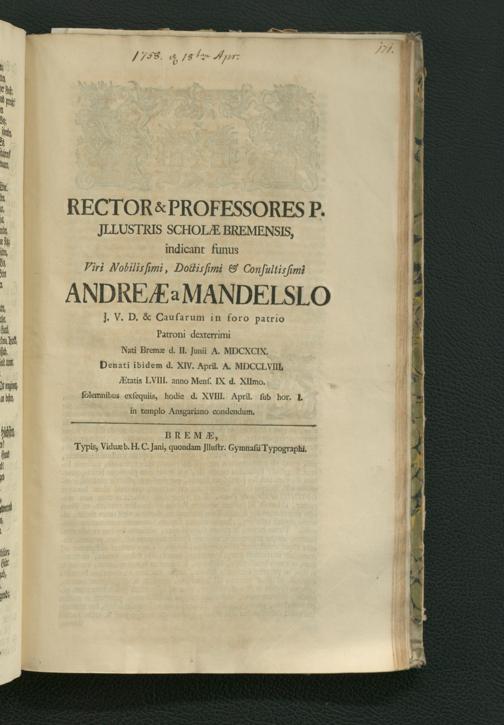 1758. d 18ten Apr.
171.
RECTOR & PROFESSORES P.
JLLUSTRIS SCHOLÆ BREMENSIS,
indicant funus
Viri Nobilissimi, Doctissimi & Consultissimi
ANDREÆ a MANDELSLO
J. V. D. & Causarum in foro patrio
Patroni dexterrimi
Nati Bremæ d. II. Junii A. MDCXCIX.
Denati ibidem d. XIV. April. A. MDCCLVIII.
Ætatis LVIII. anno Mens. IX d. XIImo.
solemnibus exsequiis, hodie d. XVIII. April. sub hor. I.
in templo Ansgariano condendum.
BREMÆ,
Typis, Viduæ b. H. C. Jani, quondam Jllustr. Gymnasii Typographi.